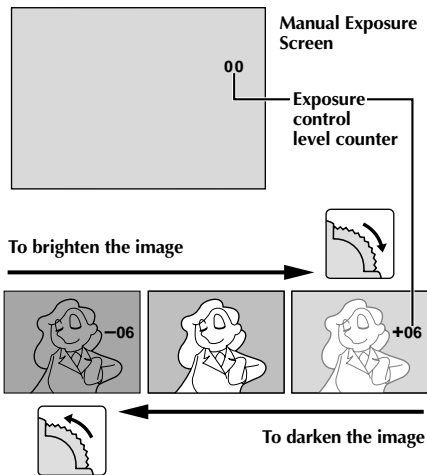 Manual Exposure
Screen
00
Exposure
control
level counter
To brighten the image
–06
+06
To darken the image